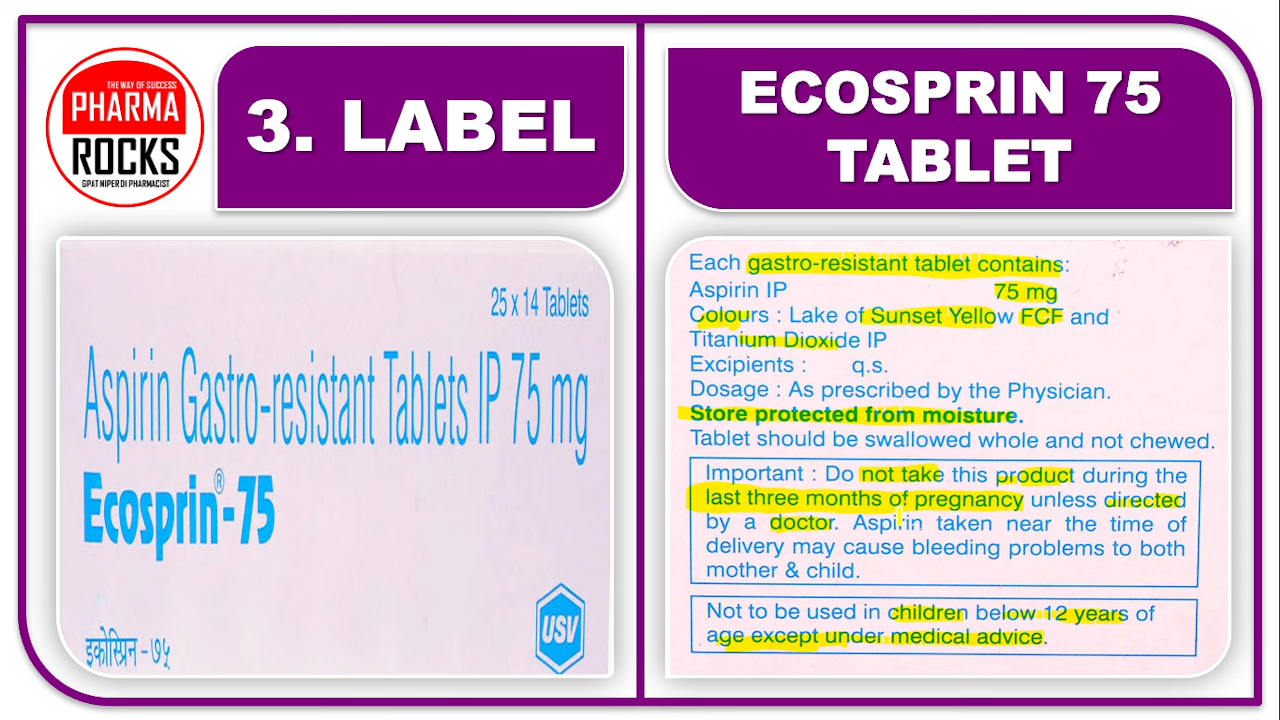 THE WAY OF SUCCESS
PHARMA
ROCKS
GPAT NIPER DI PHARMACIST
3. LABEL
ECOSPRIN 75
TABLET
25 x 14 Tablets
Aspirin Gastro-resistant Tablets IP 75 mg
Ecosprin®-75
इकोस्प्रिन - ७५
USV
Each gastro-resistant tablet contains:
Aspirin IP 75 mg
Colours : Lake of Sunset Yellow FCF and
Titanium Dioxide IP
Excipients : q.s.
Dosage : As prescribed by the Physician.
Store protected from moisture.
Tablet should be swallowed whole and not chewed.
Important : Do not take this product during the
last three months of pregnancy unless directed
by a doctor. Aspirin taken near the time of
delivery may cause bleeding problems to both
mother & child.
Not to be used in children below 12 years of
age except under medical advice.